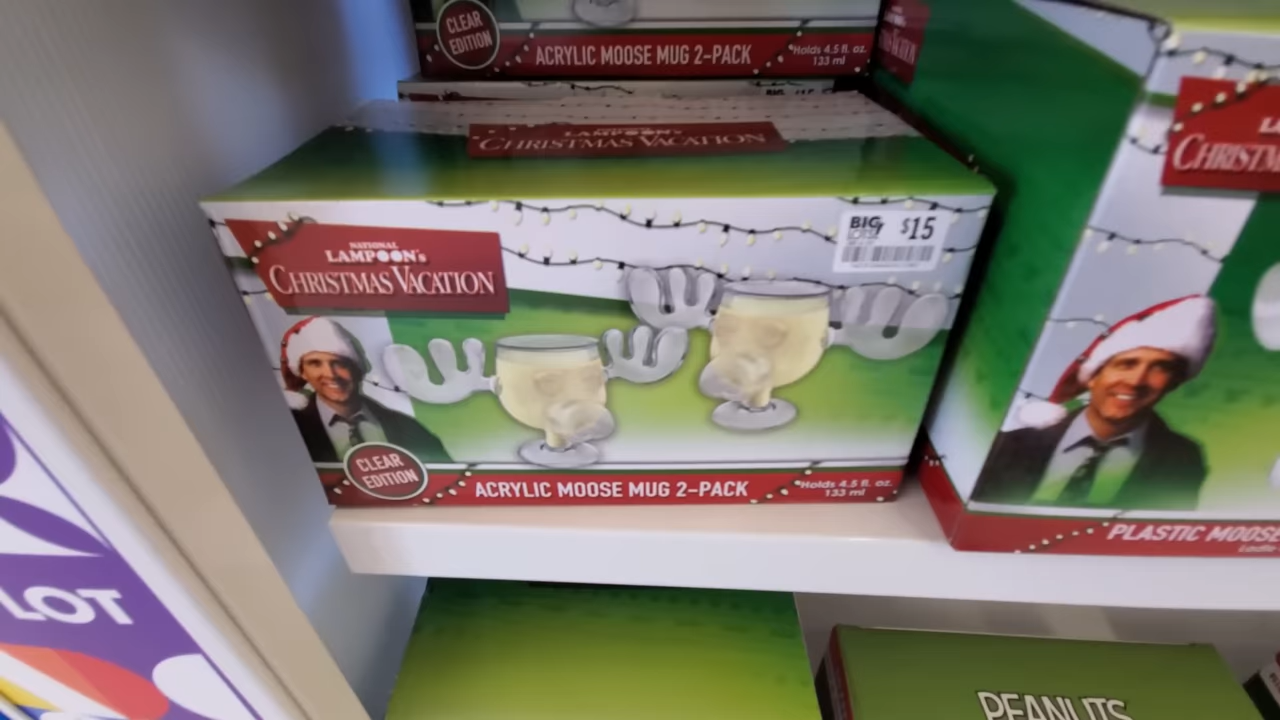 CLEAR
EDITION
ACRYLIC MOOSE MUG 2-PACK
*Holds 4.5 fl. oz.
133 ml
LAMPOON's
CHRISTMAS VACATION
BIG $15
NATIONAL
LAMPOON's
CHRISTMAS VACATION
CLEAR
EDITION
ACRYLIC MOOSE MUG 2-PACK
*Holds 4.5 fl. oz.
133 ml
PLASTIC MOOSE
LOT
PEANUTS